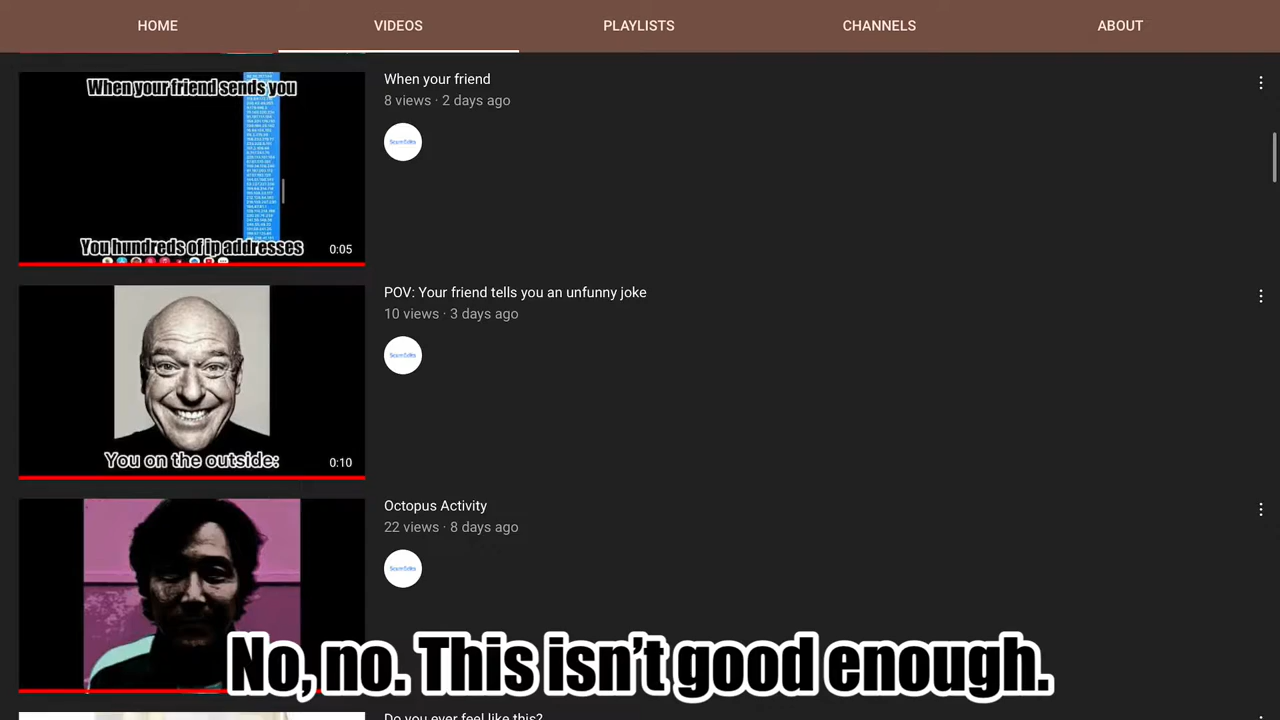 HOME
VIDEOS
PLAYLISTS
CHANNELS
ABOUT
When your friend sends you
You hundreds of ip addresses
0:05
When your friend
8 views · 2 days ago
You on the outside:
0:10
POV: Your friend tells you an unfunny joke
10 views · 3 days ago
Octopus Activity
22 views · 8 days ago
No, no. This isn't good enough.
Do you ever feel like this?